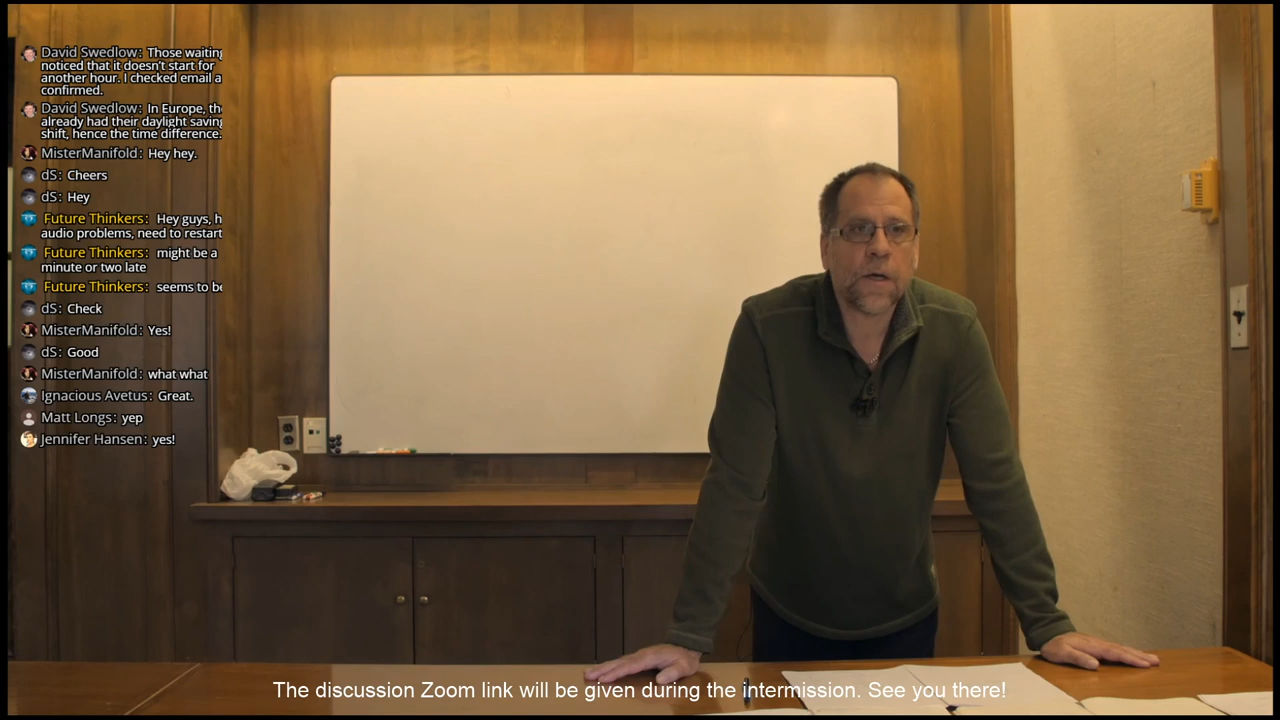 David Swedlow: Those waiting
noticed that it doesn't start for
another hour. I checked email a
confirmed.
David Swedlow: In Europe, th
already had their daylight saving
shift, hence the time difference.
MisterManifold: Hey hey.
dS: Cheers
dS: Hey
Future Thinkers: Hey guys, h
audio problems, need to restart
Future Thinkers: might be a
minute or two late
Future Thinkers: seems to be
dS: Check
MisterManifold: Yes!
dS: Good
MisterManifold: what what
Ignacious Avetus: Great.
Matt Longs: yep
Jennifer Hansen: yes!
The discussion Zoom link will be given during the intermission. See you there!